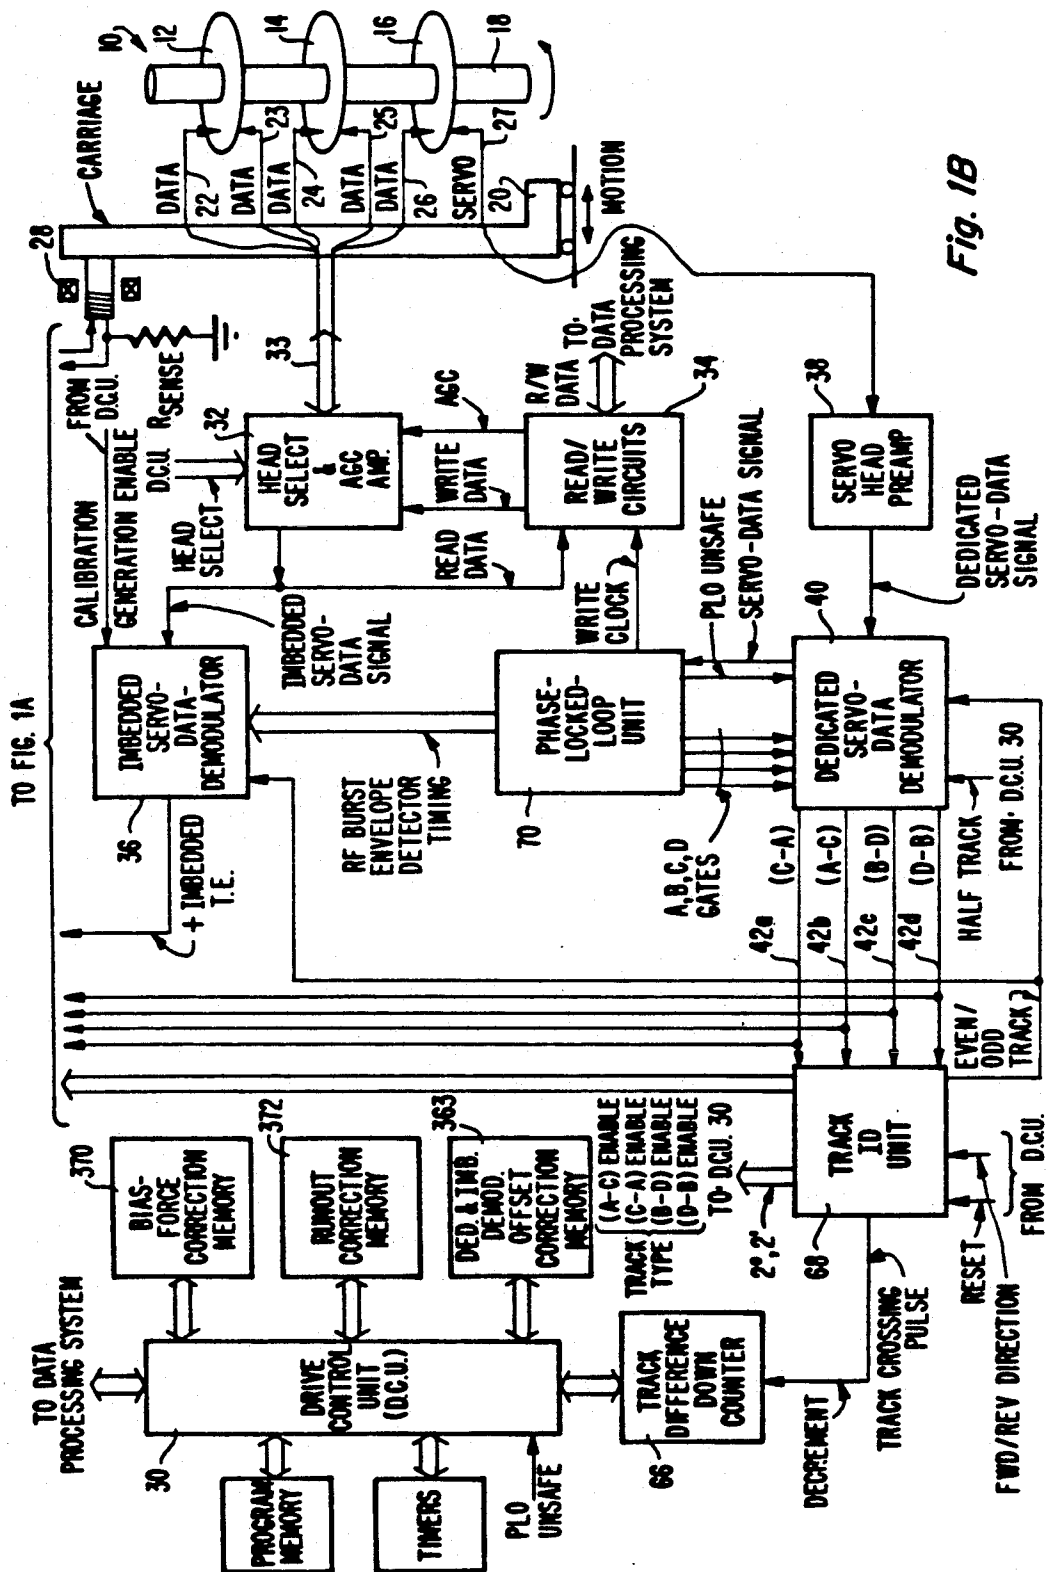 TO FIG. 1A
TO DATA
PROCESSING SYSTEM
30
DRIVE
CONTROL
UNIT
(D.C.U.)
PROGRAM
MEMORY
TIMERS
PLO
UNSAFE
370
BIAS-
FORCE
CORRECTION
MEMORY
372
RUNOUT
CORRECTION
MEMORY
363
DED. & IMB.
DEMOD.
OFFSET
CORRECTION
MEMORY
66
TRACK
DIFFERENCE
DOWN
COUNTER
DECREMENT
TRACK CROSSING
PULSE
TRACK
TYPE
(A-C) ENABLE
(C-A) ENABLE
(B-D) ENABLE
(D-B) ENABLE
TO D.C.U. 30
68
TRACK
ID
UNIT
RESET
FWD/REV DIRECTION
FROM D.C.U.
EVEN/
ODD
TRACK
42a
(C-A)
42b
(A-C)
42c
(B-D)
42d
(D-B)
HALF TRACK
FROM D.C.U. 30
36
IMBEDDED
SERVO-
DATA-
DEMODULATOR
+ IMBEDDED
T.E.
CALIBRATION
GENERATION ENABLE
FROM
D.C.U.
IMBEDDED
SERVO-
DATA
SIGNAL
RF BURST
ENVELOPE
DETECTOR
TIMING
70
PHASE-
LOCKED-
LOOP
UNIT
A,B,C,D
GATES
PLO UNSAFE
SERVO-DATA SIGNAL
WRITE
CLOCK
40
DEDICATED
SERVO-
DATA
DEMODULATOR
DEDICATED
SERVO-DATA
SIGNAL
38
SERVO
HEAD
PREAMP
HEAD
SELECT
D.C.U.
32
HEAD
SELECT
&
AGC
AMP.
33
READ
DATA
WRITE
DATA
AGC
34
READ/
WRITE
CIRCUITS
R/W
DATA
TO
DATA
PROCESSING
SYSTEM
RSENSE
28
CARRIAGE
10
12
14
16
18
DATA
22
DATA
23
DATA
24
DATA
25
DATA
26
SERVO
27
20
MOTION
Fig. 1B